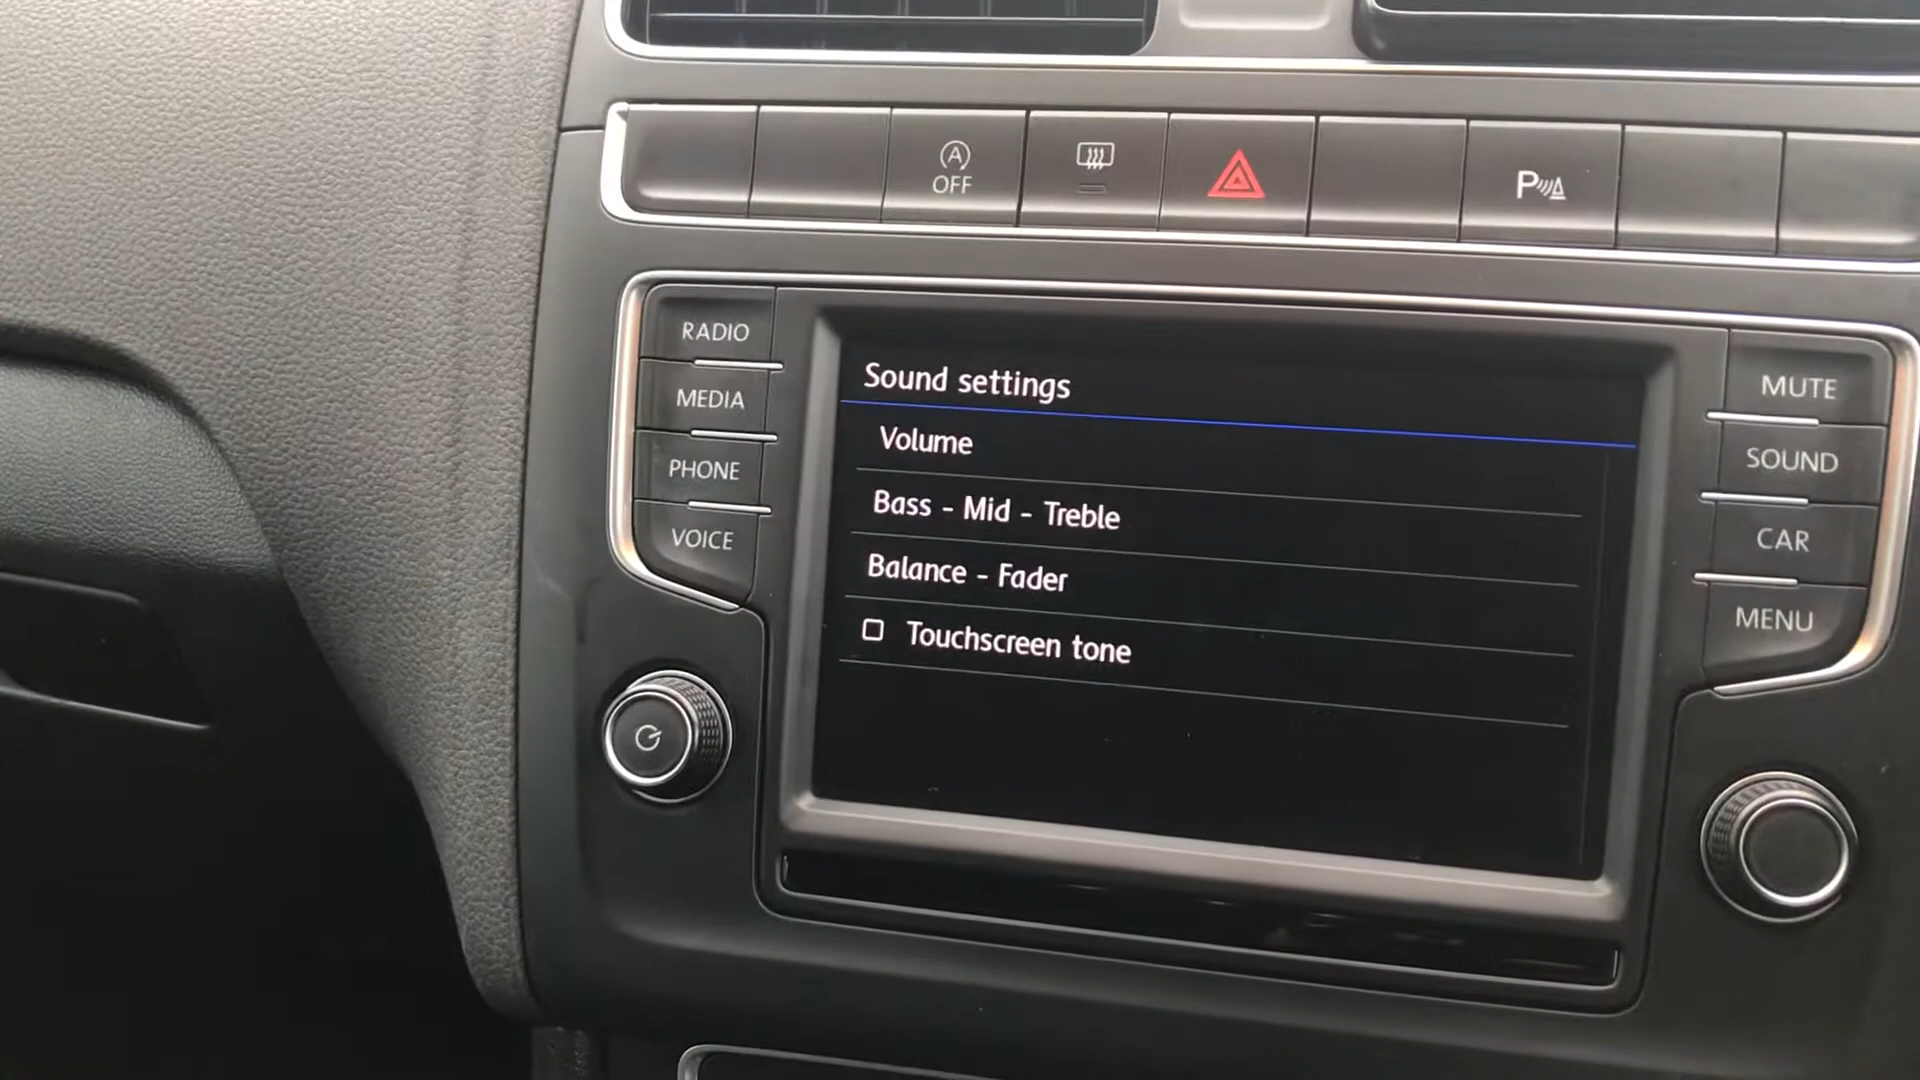 A
OFF
P
RADIO
MEDIA
PHONE
VOICE
Sound settings
Volume
Bass - Mid - Treble
Balance - Fader
Touchscreen tone
MUTE
SOUND
CAR
MENU